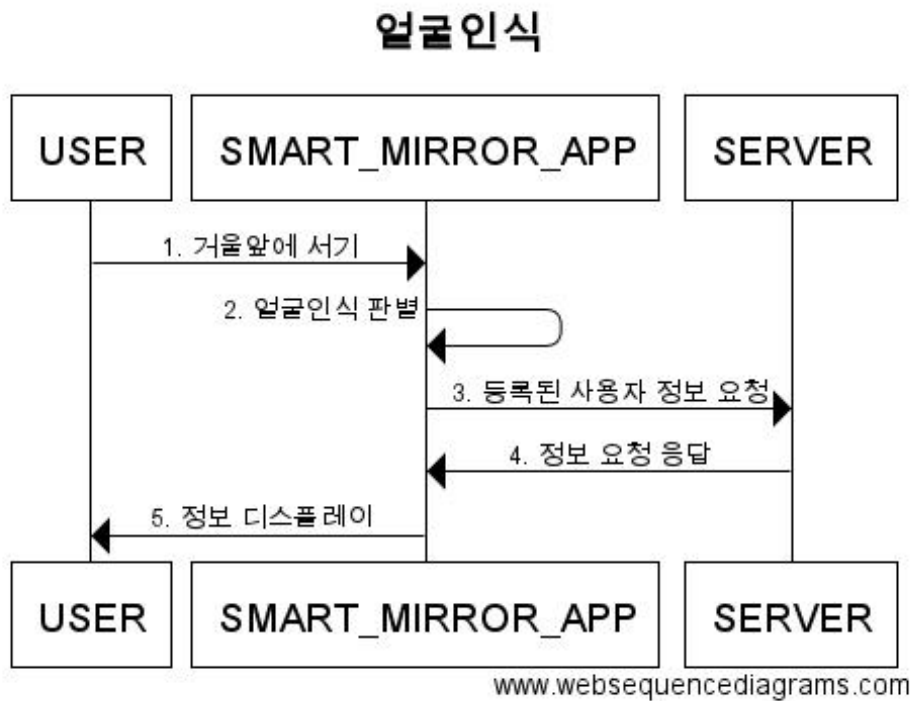 얼굴인식
USER SMART_MIRROR_APP SERVER
1. 거울앞에 서기
2. 얼굴인식 판별
3. 등록된 사용자 정보 요청
4. 정보 요청 응답
5. 정보 디스플레이
USER SMART_MIRROR_APP SERVER
www.websequencediagrams.com